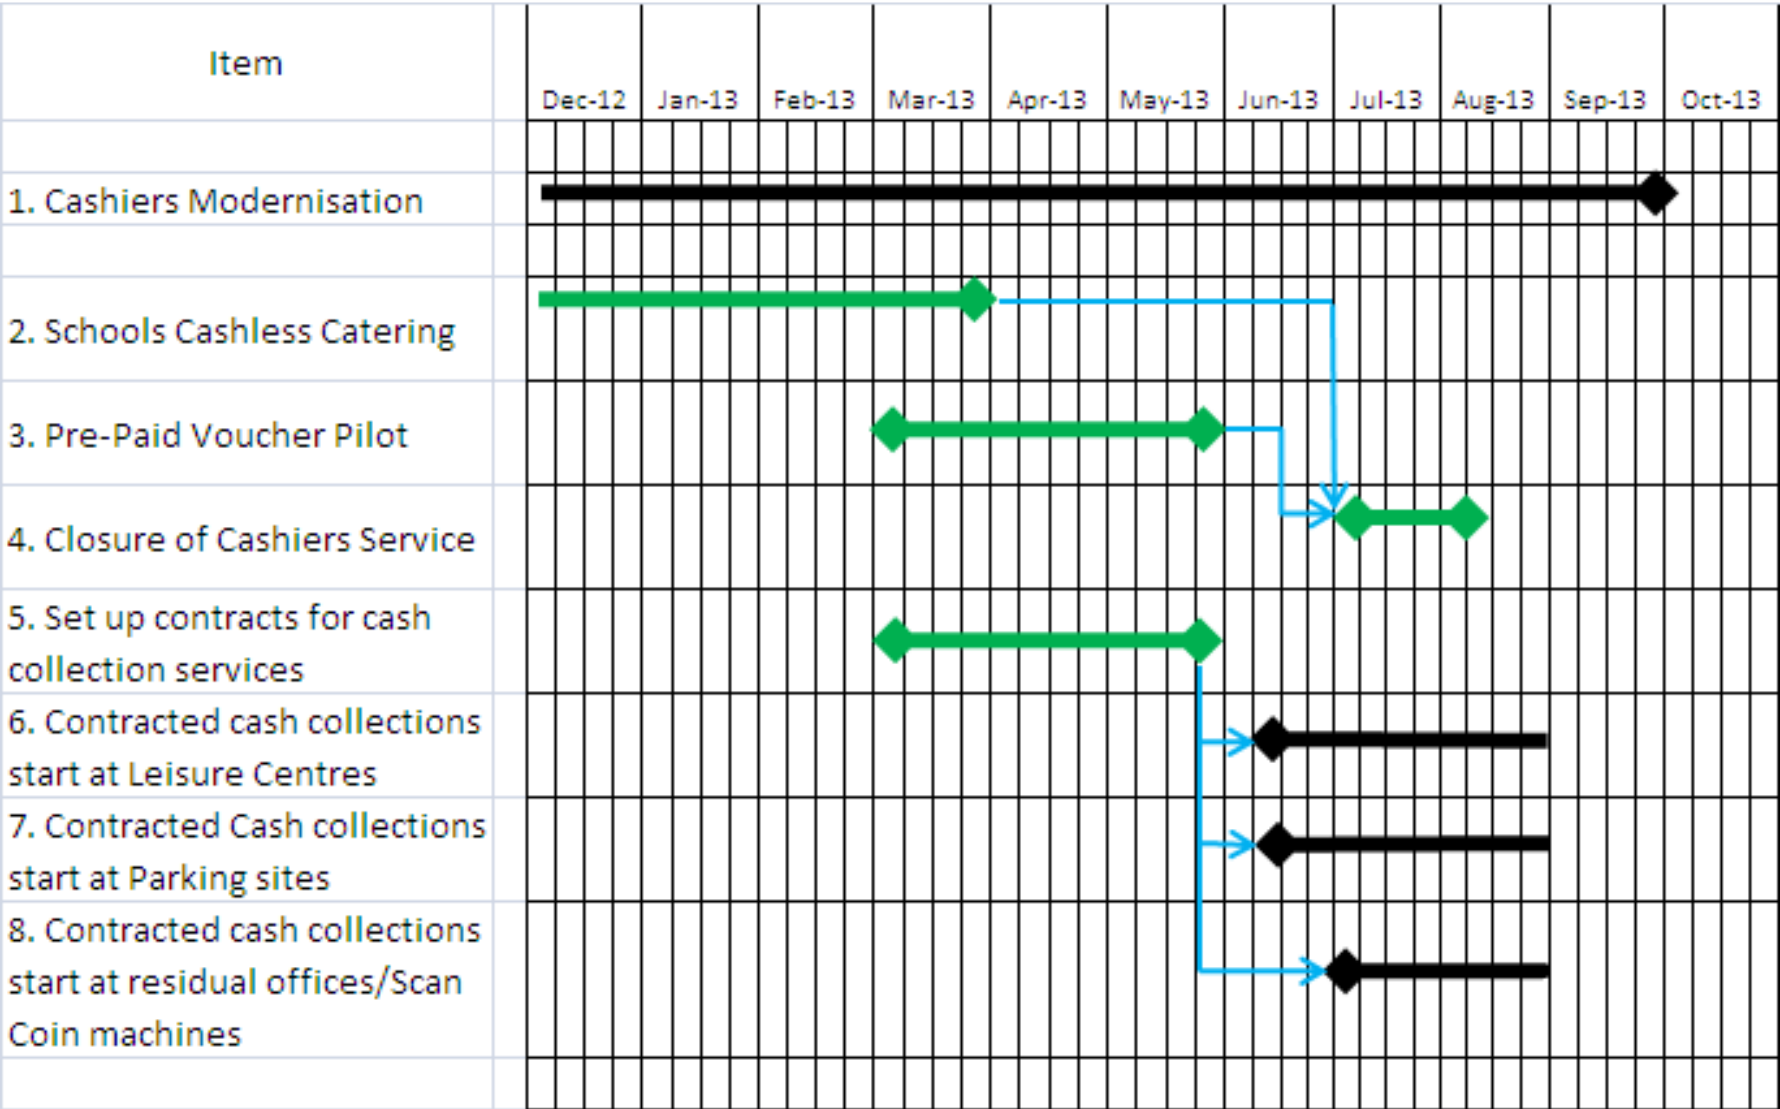 Item
Dec-12 Jan-13 Feb-13 Mar-13 Apr-13 May-13 Jun-13 Jul-13 Aug-13 Sep-13 Oct-13
1. Cashiers Modernisation
2. Schools Cashless Catering
3. Pre-Paid Voucher Pilot
4. Closure of Cashiers Service
5. Set up contracts for cash
collection services
6. Contracted cash collections
start at Leisure Centres
7. Contracted Cash collections
start at Parking sites
8. Contracted cash collections
start at residual offices/Scan
Coin machines